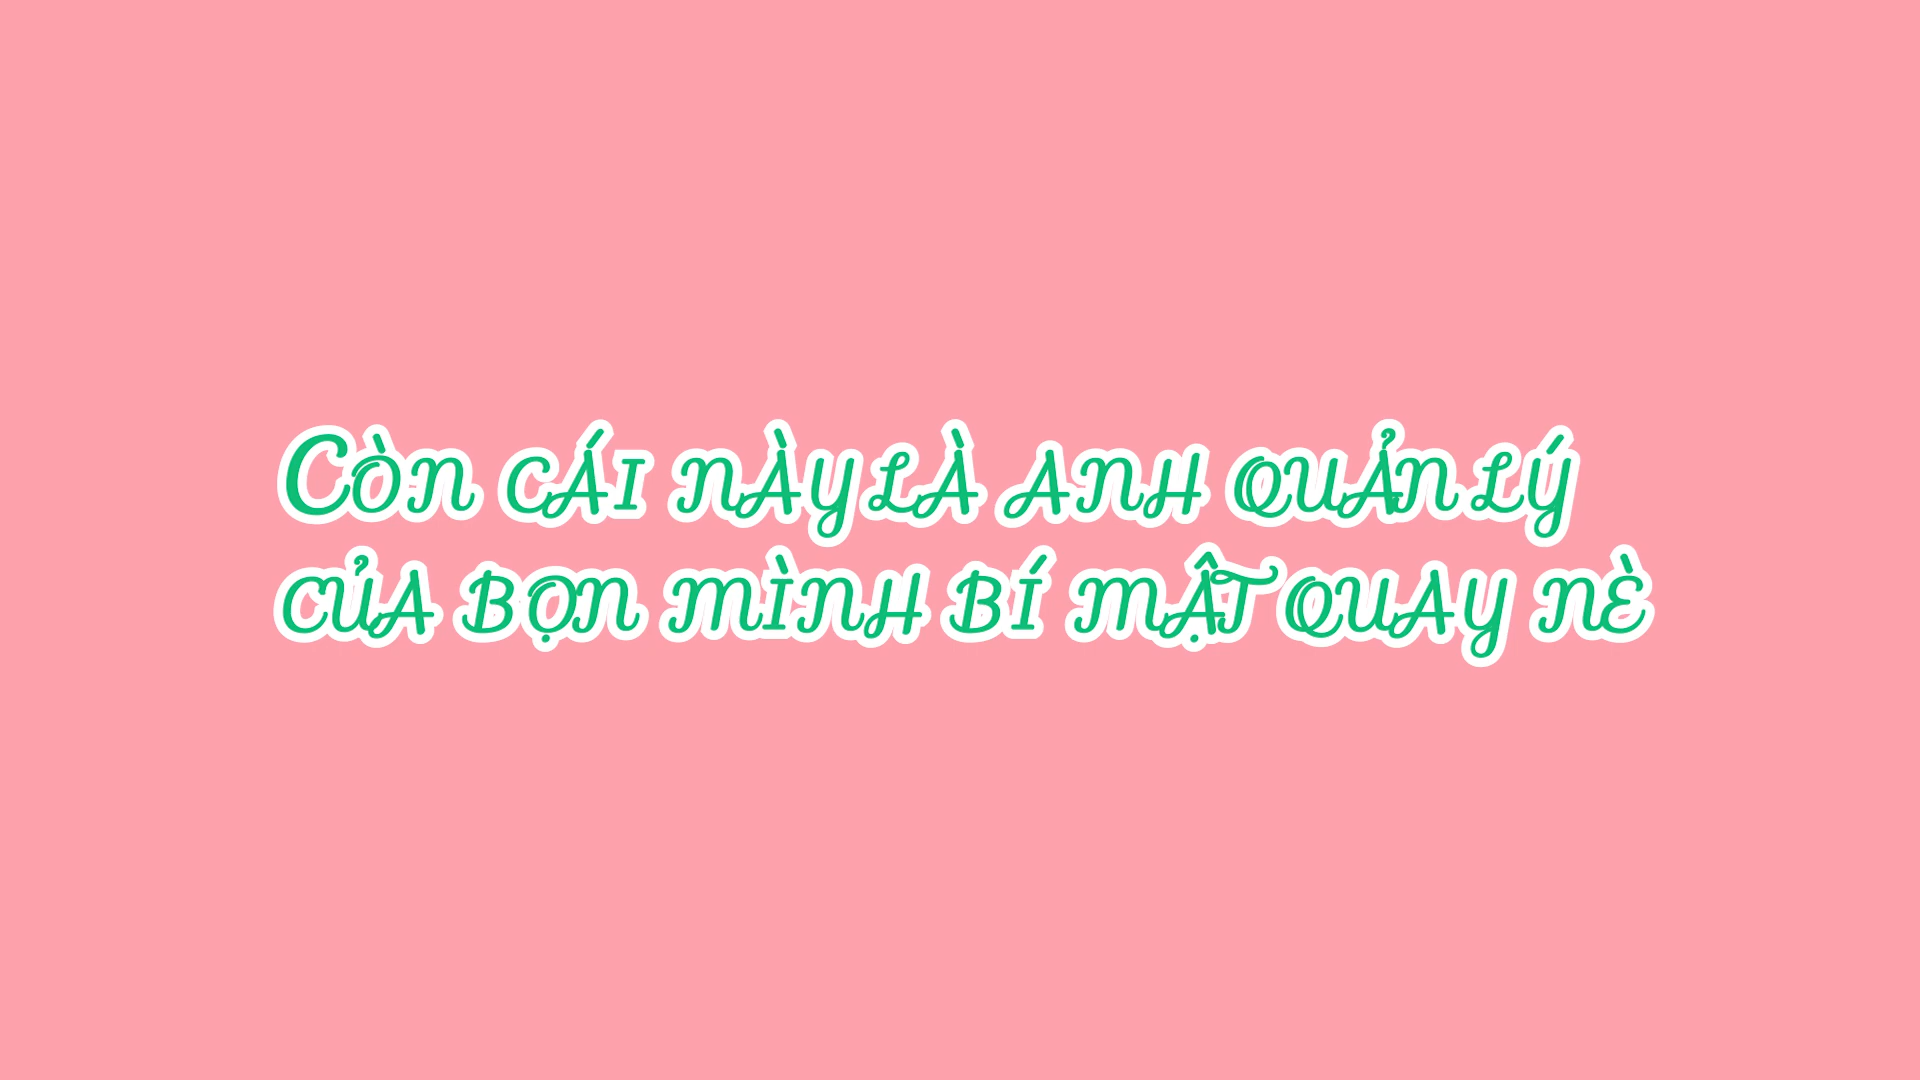 Còn cái này là anh quản lý
của bọn mình bí mật quay nè